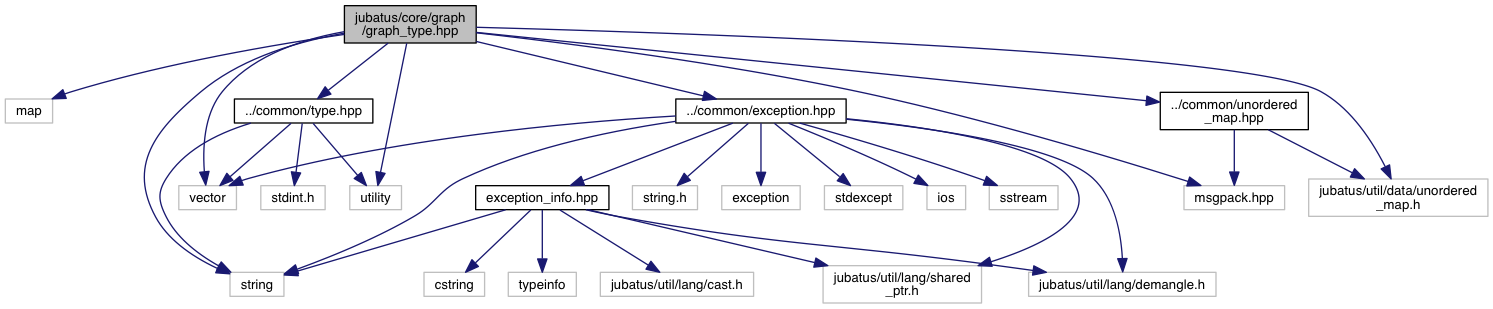 jubatus/core/graph
/graph_type.hpp
map
../common/type.hpp
../common/exception.hpp
../common/unordered
_map.hpp
vector
stdint.h
utility
exception_info.hpp
string.h
exception
stdexcept
ios
sstream
msgpack.hpp
jubatus/util/data/unordered
_map.h
string
cstring
typeinfo
jubatus/util/lang/cast.h
jubatus/util/lang/shared
_ptr.h
jubatus/util/lang/demangle.h